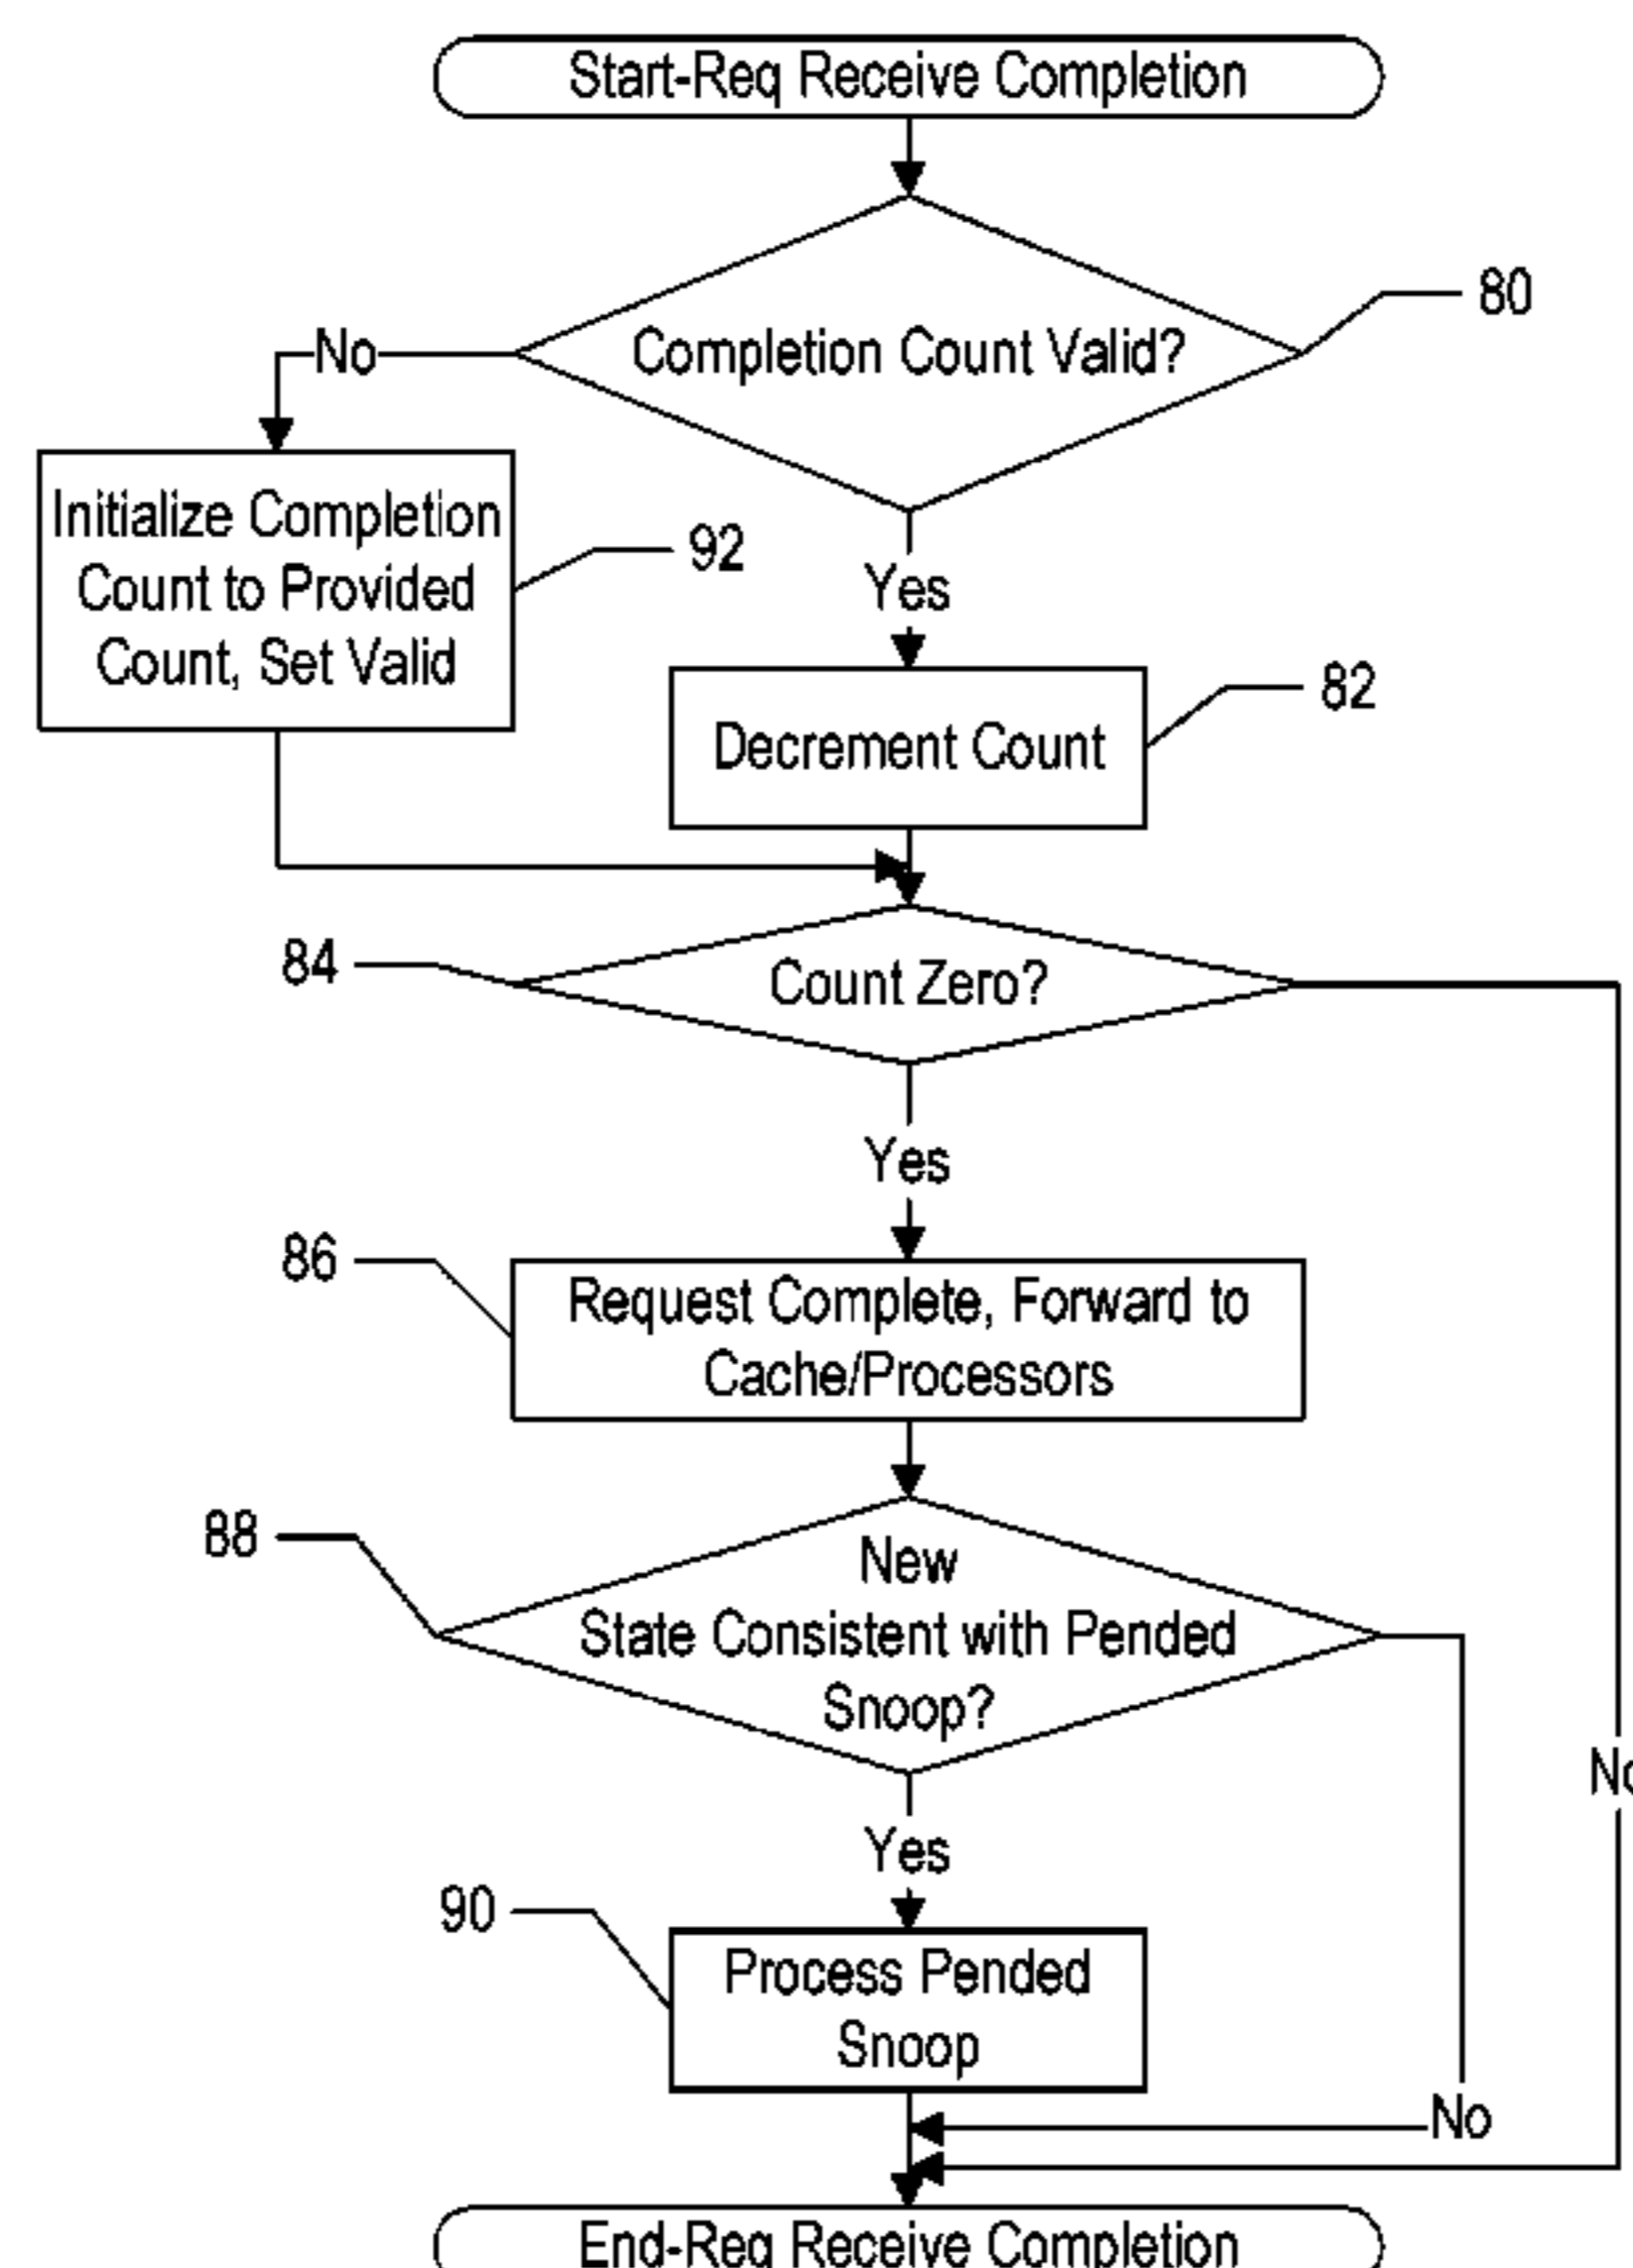 Start-Req Receive Completion
80
Completion Count Valid?
No
Initialize Completion
Count to Provided
Count, Set Valid
92
Yes
82
Decrement Count
84
Count Zero?
Yes
86
Request Complete, Forward to
Cache/Processors
88
New
State Consistent with Pended
Snoop?
No
Yes
90
Process Pended
Snoop
No
End-Req Receive Completion